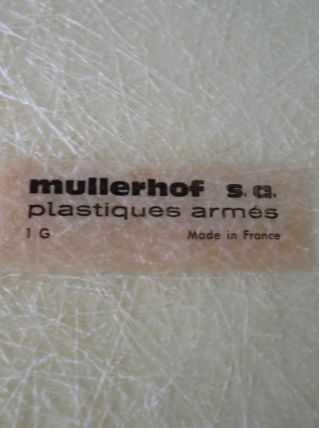 mullerhof s.a.
plastiques armés
1 G Made in France